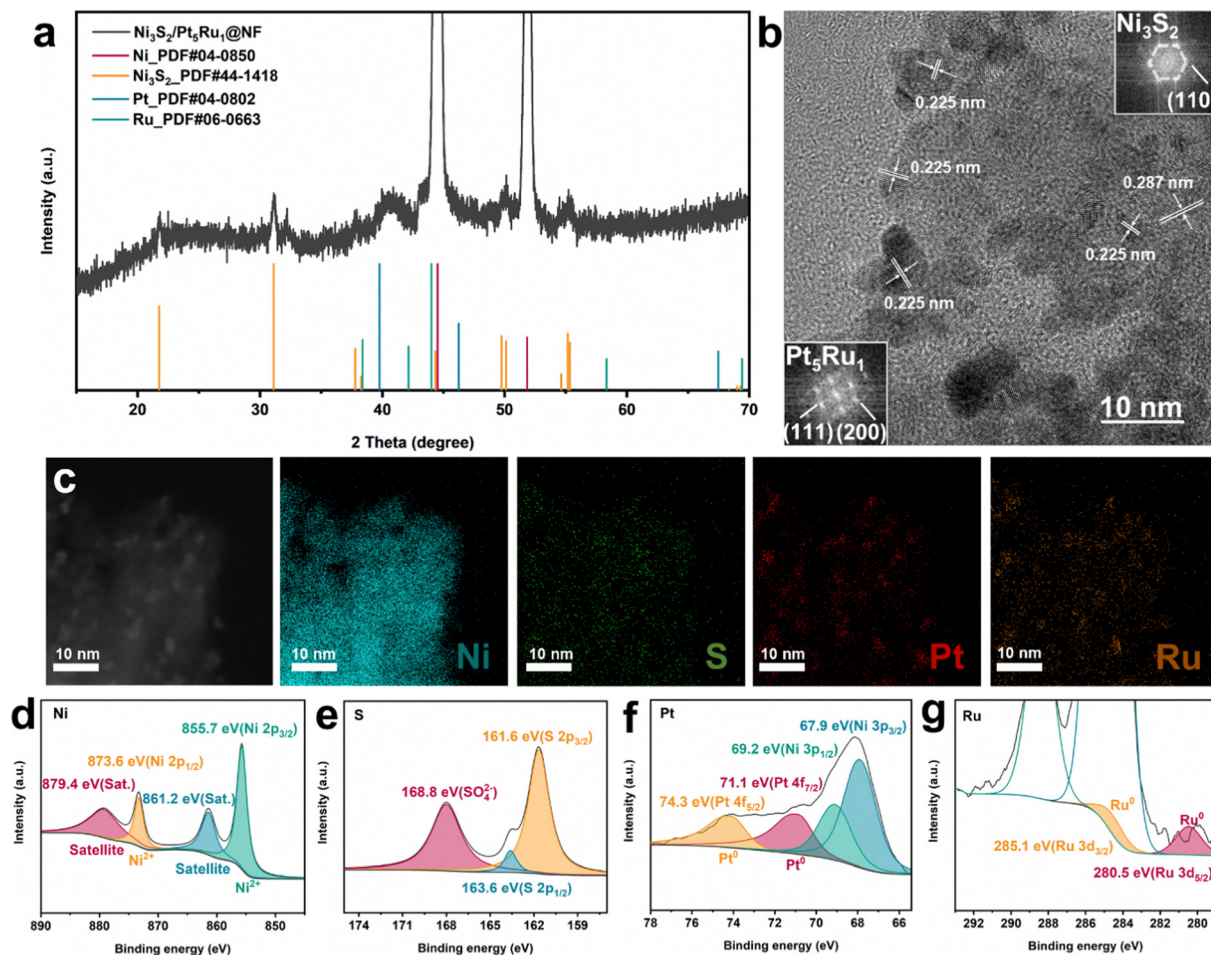 a
Ni₃S₂/Pt₅Ru₁@NF
Ni_PDF#04-0850
Ni₃S₂_PDF#44-1418
Pt_PDF#04-0802
Ru_PDF#06-0663
Intensity (a.u.)
20 30 40 50 60 70
2 Theta (degree)
b
Ni₃S₂
(110)
0.225 nm
0.225 nm
0.287 nm
0.225 nm
0.225 nm
Pt₅Ru₁
(111) (200)
10 nm
c
10 nm
10 nm
Ni
10 nm
S
10 nm
Pt
10 nm
Ru
d
Ni
855.7 eV(Ni 2p₃/₂)
873.6 eV(Ni 2p₁/₂)
879.4 eV(Sat.)
861.2 eV(Sat.)
Satellite
Ni²⁺
Satellite
Ni²⁺
Intensity (a.u.)
890 880 870 860 850
Binding energy (eV)
e
S
161.6 eV(S 2p₃/₂)
168.8 eV(SO₄²⁻)
163.6 eV(S 2p₁/₂)
Intensity (a.u.)
173 168 163 159
Binding energy (eV)
f
Pt
67.9 eV(Ni 3p₃/₂)
69.2 eV(Ni 3p₁/₂)
71.1 eV(Pt 4f₇/₂)
74.3 eV(Pt 4f₅/₂)
Pt⁰
Pt⁰
Intensity (a.u.)
78 75 72 69 66
Binding energy (eV)
g
Ru
Ru⁰
Ru⁰
285.1 eV(Ru 3d₃/₂)
280.5 eV(Ru 3d₅/₂)
Intensity (a.u.)
292 290 288 286 284 282 280
Binding energy (eV)